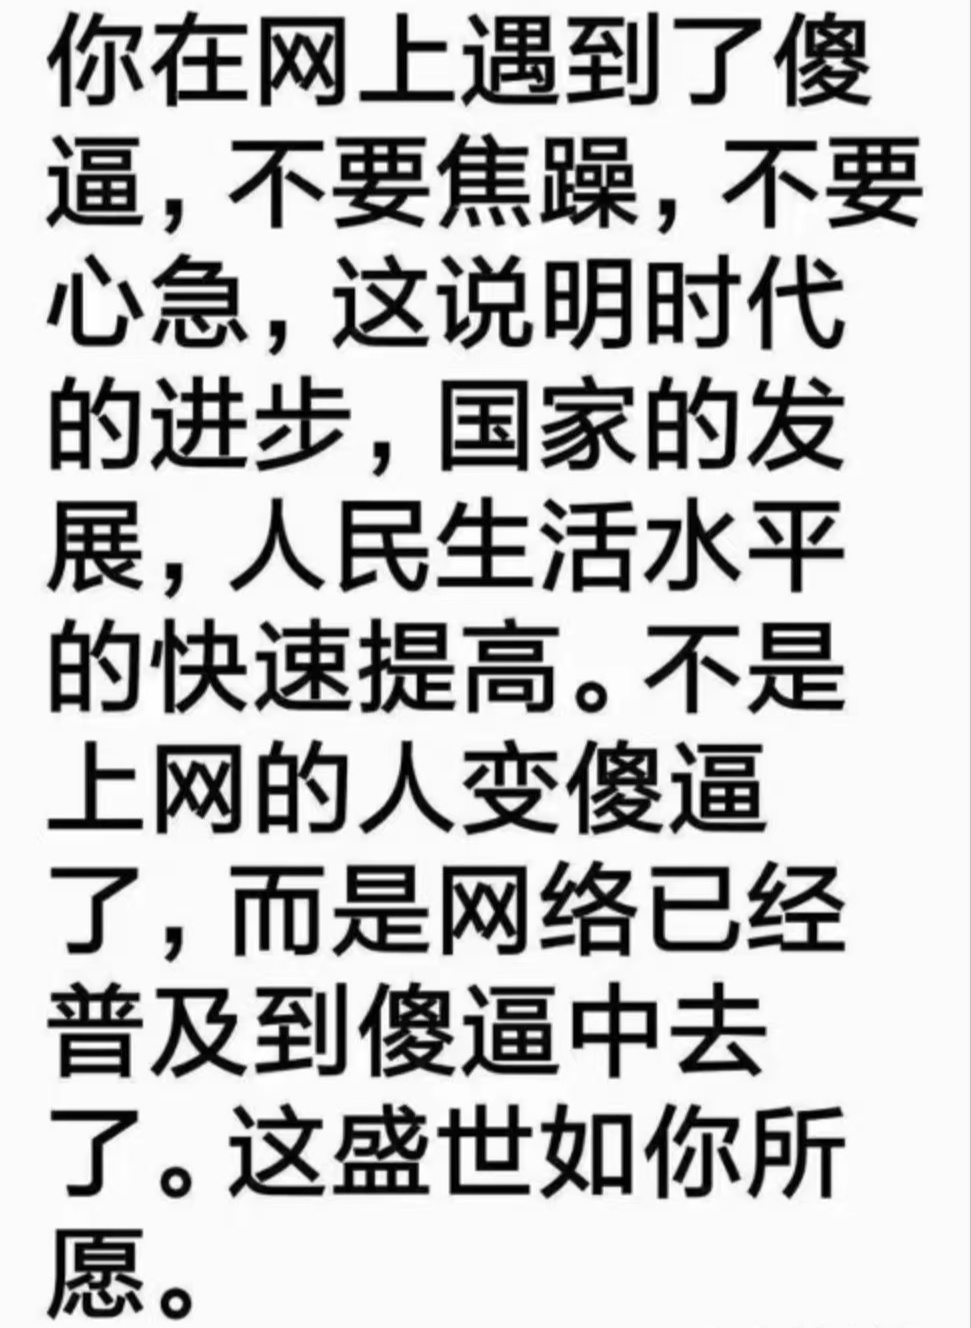 你在网上遇到了傻
逼，不要焦躁，不要
心急，这说明时代
的进步，国家的发
展，人民生活水平
的快速提高。不是
上网的人变傻逼
了，而是网络已经
普及到傻逼中去
了。这盛世如你所
愿。